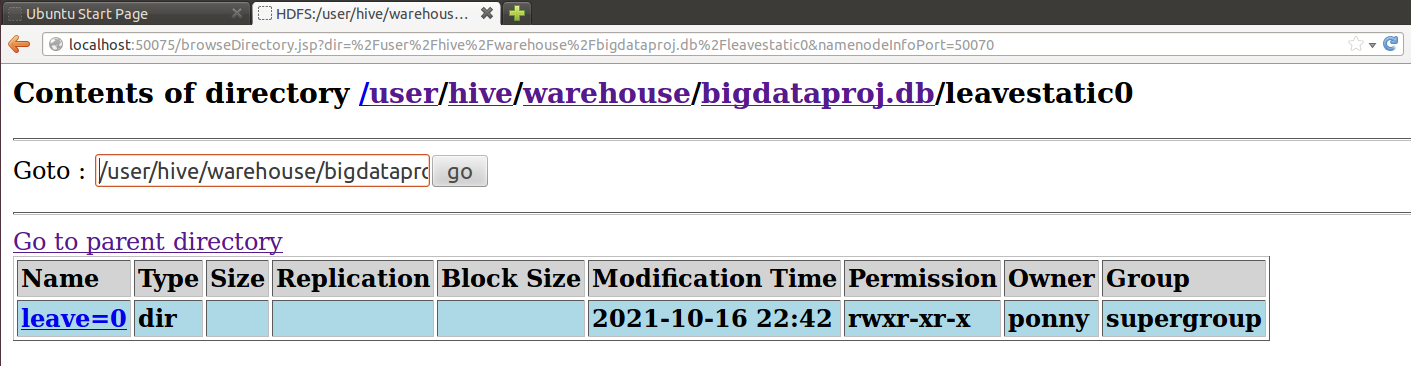 Ubuntu Start Page
HDFS:/user/hive/warehous...
localhost:50075/browseDirectory.jsp?dir=%2Fuser%2Fhive%2Fwarehouse%2Fbigdataproj.db%2Fleavestatic0&namenodeInfoPort=50070
Contents of directory /user/hive/warehouse/bigdataproj.db/leavestatic0
Goto : /user/hive/warehouse/bigdatapro go
Go to parent directory
Name Type Size Replication Block Size Modification Time Permission Owner Group
leave=0 dir 2021-10-16 22:42 rwxr-xr-x ponny supergroup